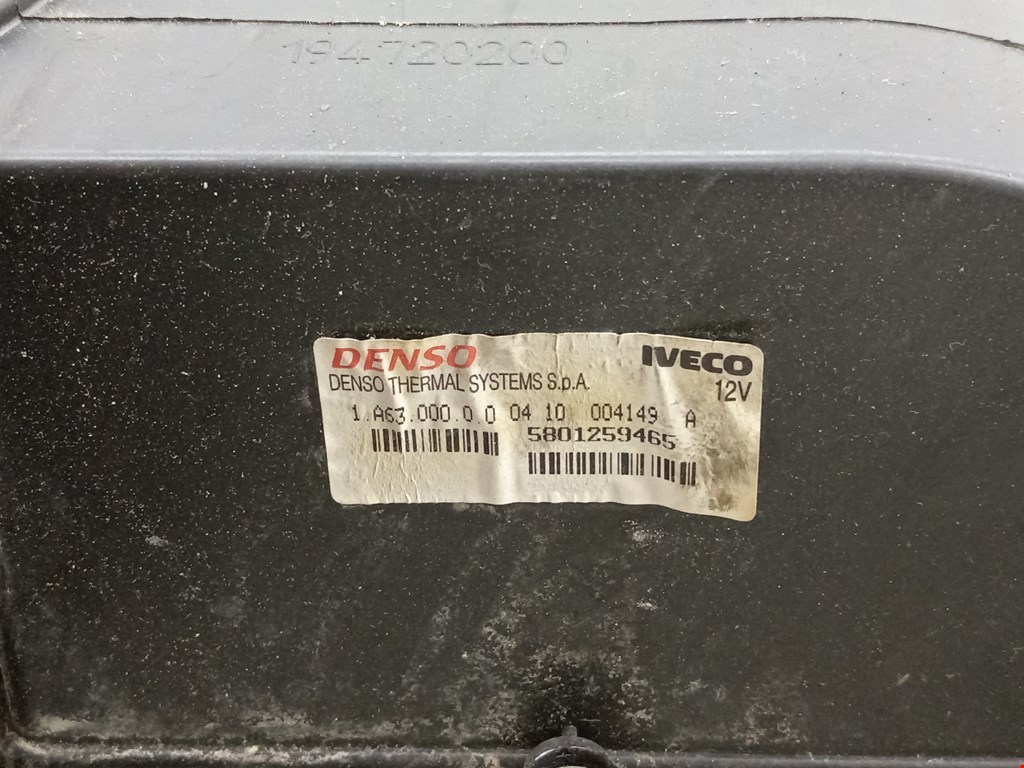 194720200
DENSO IVECO
DENSO THERMAL SYSTEMS S.p.A. 12V
1.A63.000.0.0 04 10 004149 A
5801259465